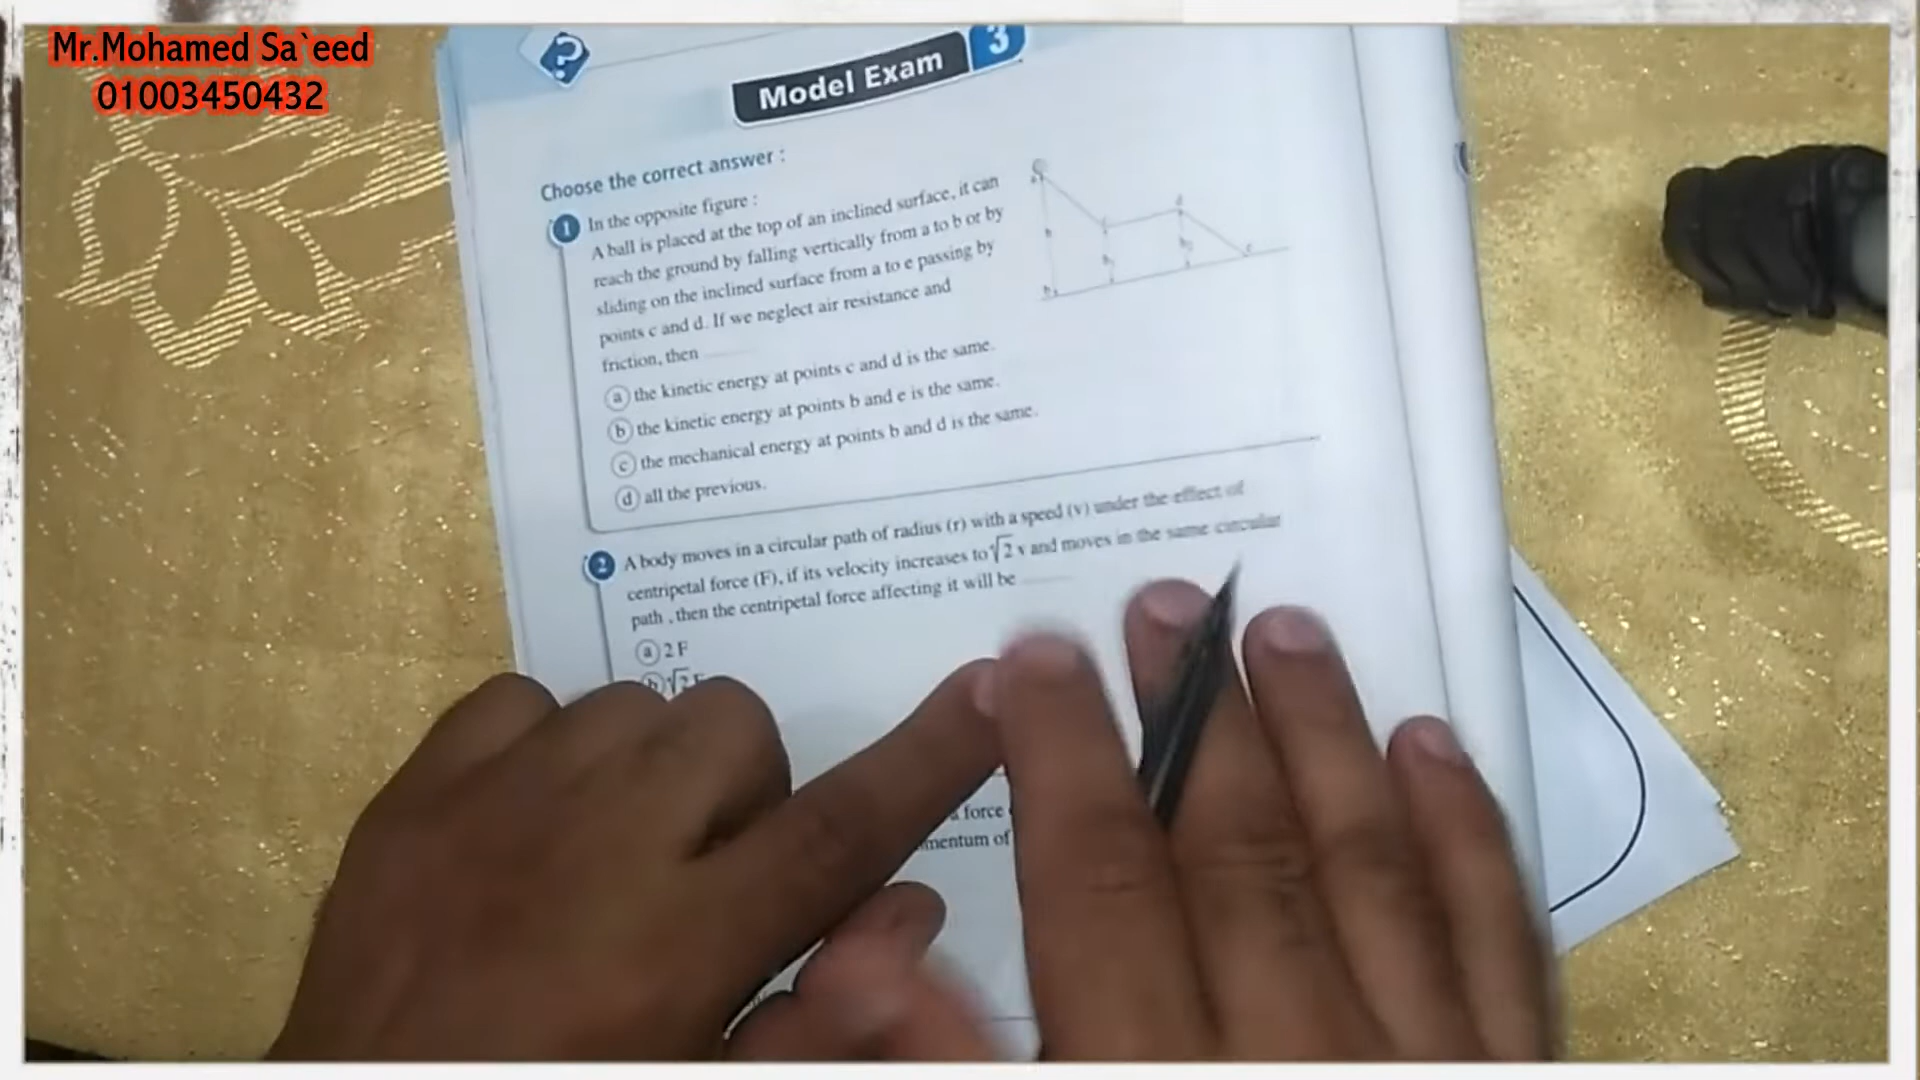 Mr.Mohamed Sa`eed
01003450432
?
Model Exam 3
Choose the correct answer :
1 In the opposite figure :
A ball is placed at the top of an inclined surface, it can
reach the ground by falling vertically from a to b or by
sliding on the inclined surface from a to e passing by
points c and d. If we neglect air resistance and
friction, then
a the kinetic energy at points c and d is the same.
b the kinetic energy at points b and e is the same.
c the mechanical energy at points b and d is the same.
d all the previous.
2 A body moves in a circular path of radius (r) with a speed (v) under the effect of
centripetal force (F), if its velocity increases to √2 v and moves in the same circular
path , then the centripetal force affecting it will be
a 2 F
b √2 F
force
mentum of